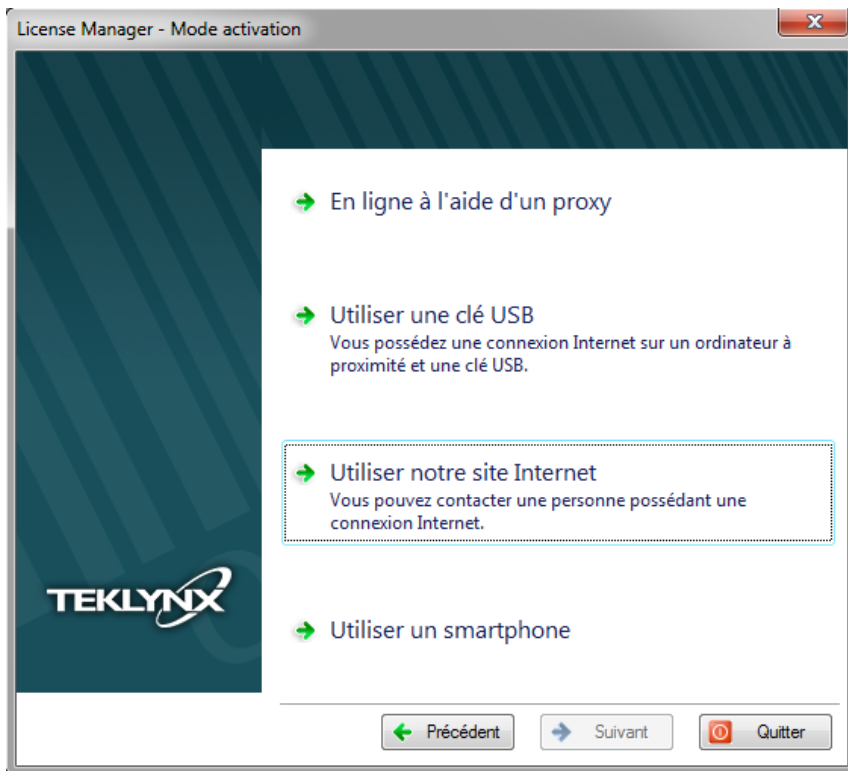 License Manager - Mode activation
En ligne à l'aide d'un proxy
Utiliser une clé USB
Vous possédez une connexion Internet sur un ordinateur à
proximité et une clé USB.
Utiliser notre site Internet
Vous pouvez contacter une personne possédant une
connexion Internet.
TEKLYNX
Utiliser un smartphone
Précédent
Suivant
Quitter